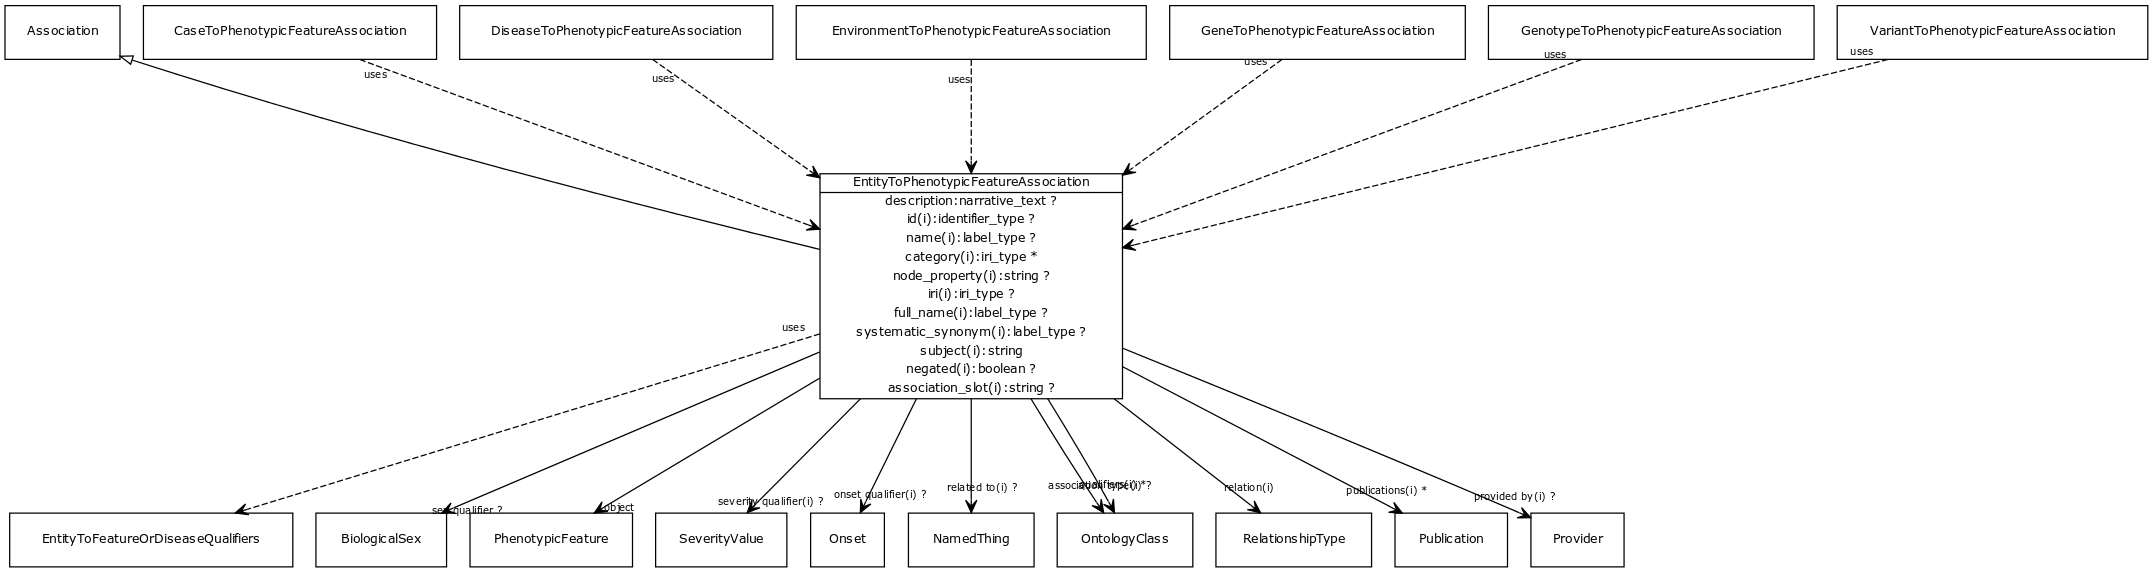 Association
CaseToPhenotypicFeatureAssociation
DiseaseToPhenotypicFeatureAssociation
EnvironmentToPhenotypicFeatureAssociation
GeneToPhenotypicFeatureAssociation
GenotypeToPhenotypicFeatureAssociation
VariantToPhenotypicFeatureAssociation
uses
uses
uses
uses
uses
uses
EntityToPhenotypicFeatureAssociation
description:narrative_text ?
id(i):identifier_type ?
name(i):label_type ?
category(i):iri_type *
node_property(i):string ?
iri(i):iri_type ?
full_name(i):label_type ?
systematic_synonym(i):label_type ?
subject(i):string
negated(i):boolean ?
association_slot(i):string ?
uses
sex qualifier ?
object
severity qualifier(i) ?
onset qualifier(i) ?
related to(i) ?
association type(i) ?
qualifiers(i) *
relation(i)
publications(i) *
provided by(i) ?
EntityToFeatureOrDiseaseQualifiers
BiologicalSex
PhenotypicFeature
SeverityValue
Onset
NamedThing
OntologyClass
RelationshipType
Publication
Provider